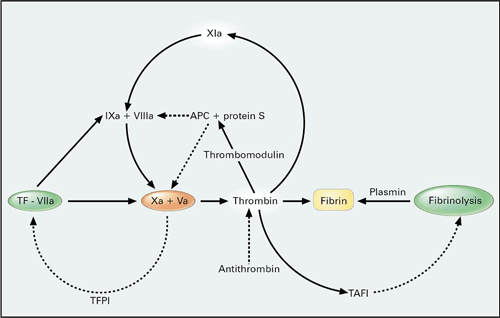 XIa
IXa + VIIIa
APC + protein S
Thrombomodulin
TF - VIIa
Xa + Va
Thrombin
Fibrin
Plasmin
Fibrinolysis
Antithrombin
TFPI
TAFI